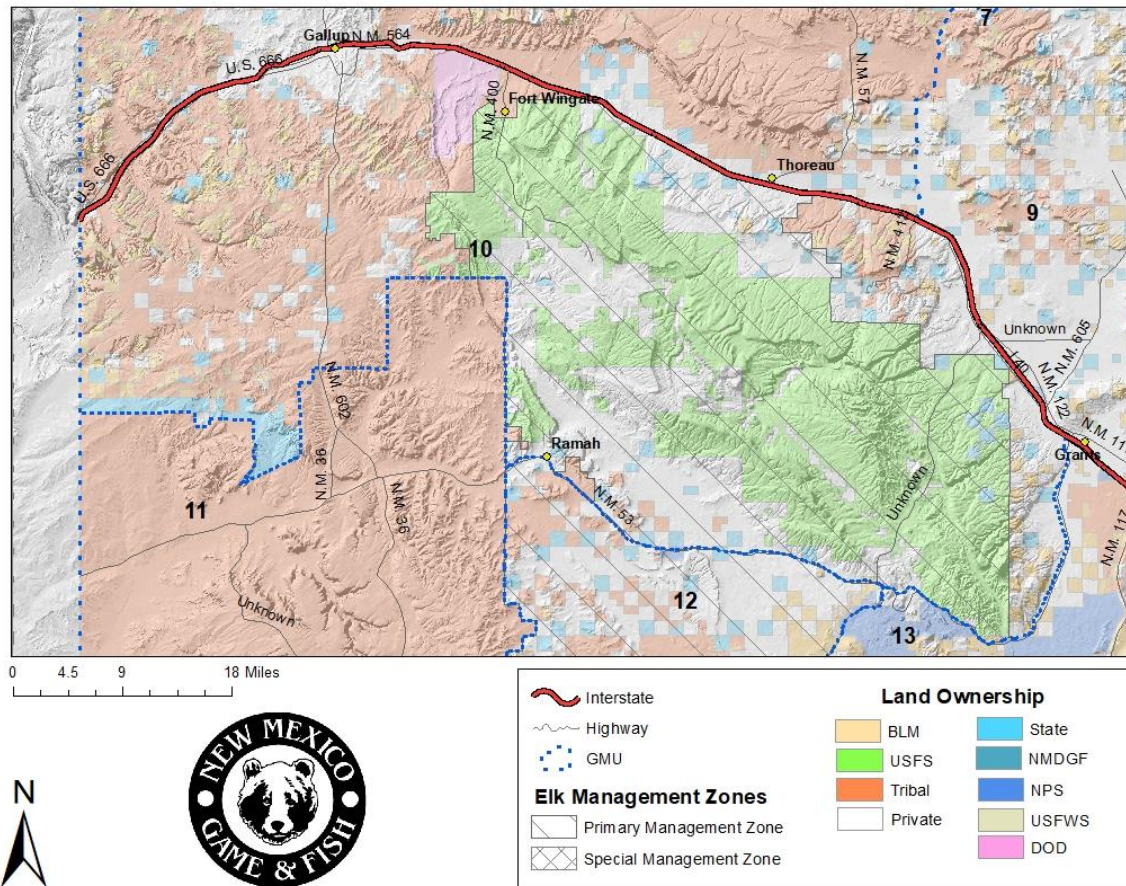 7
Gallup
N.M. 564
U.S. 666
N.M. 400
Fort Wingate
N.M. 57
Thoreau
U.S. 666
9
N.M. 412
10
Unknown
N.M. 605
I 40
N.M. 122
N.M. 602
N.M. 11
Grants
Ramah
N.M. 36
Unknown
N.M. 53
11
N.M. 36
N.M. 117
Unknown
12
13
0 4.5 9 18 Miles
NEW MEXICO
GAME & FISH
N
Interstate
Highway
GMU
Elk Management Zones
Primary Management Zone
Special Management Zone
Land Ownership
BLM
USFS
Tribal
Private
State
NMDGF
NPS
USFWS
DOD